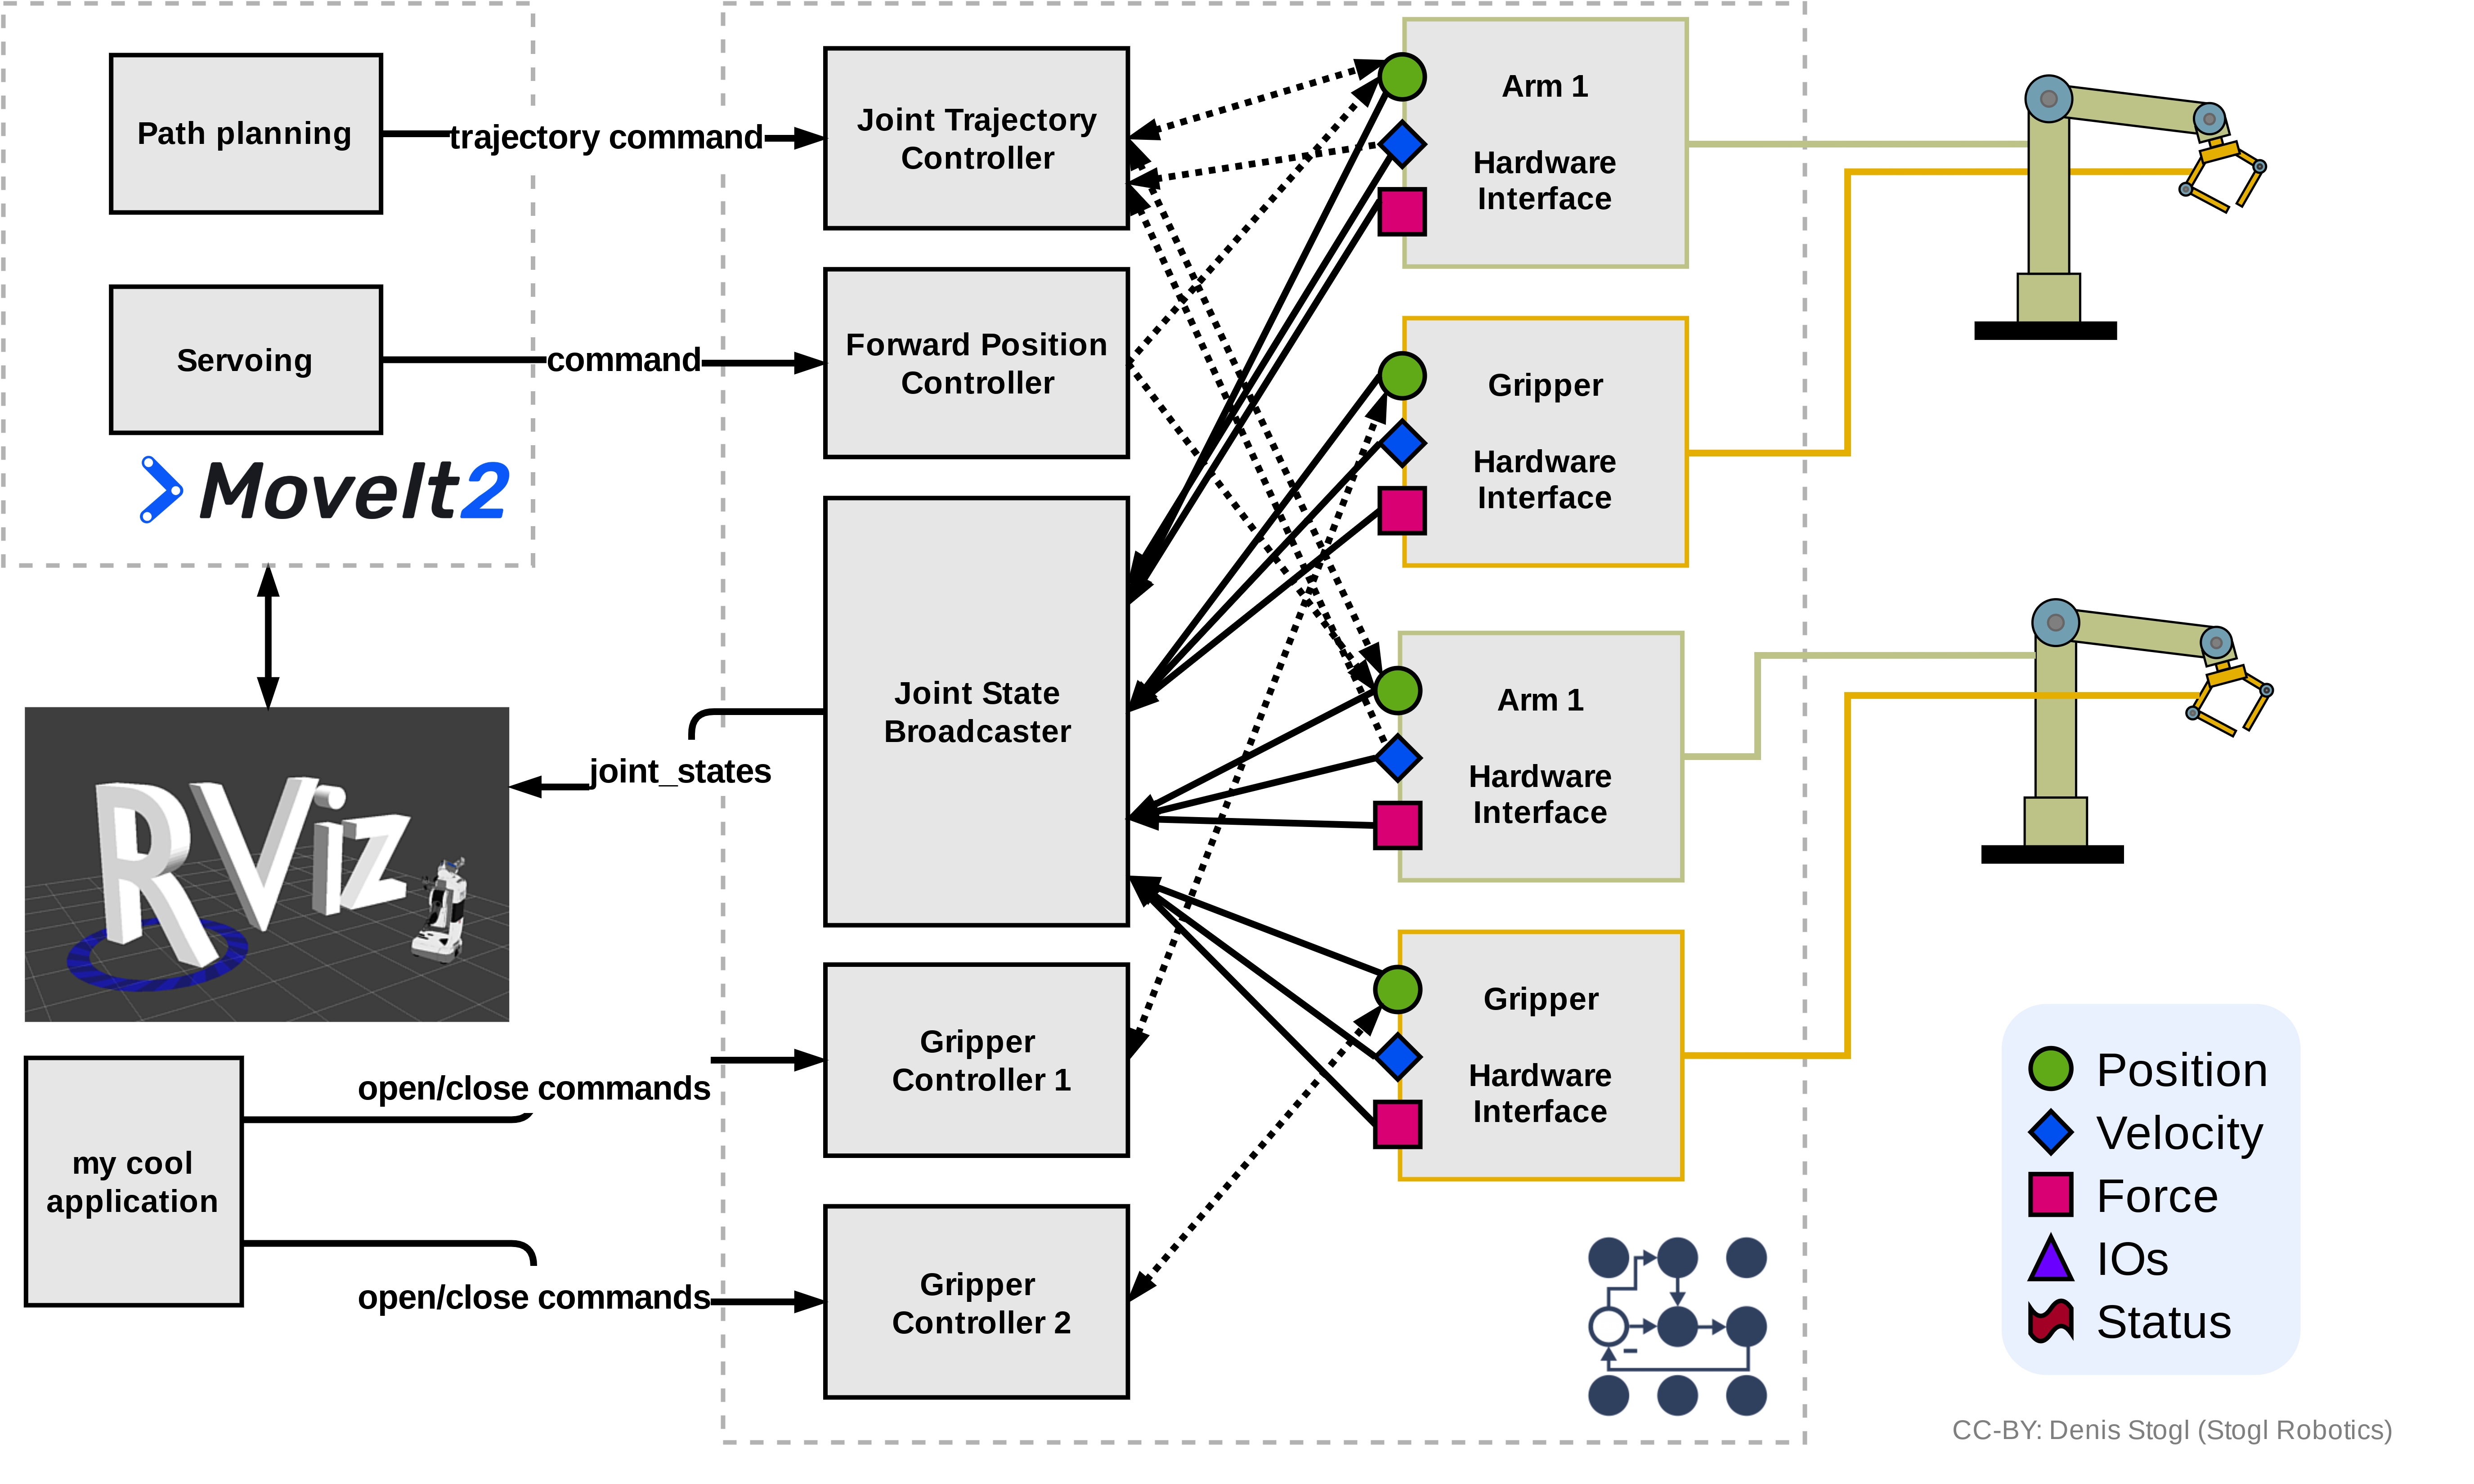 Path planning
trajectory command
Servoing
command
MoveIt2
RViz
joint_states
my cool
application
open/close commands
open/close commands
Joint Trajectory
Controller
Forward Position
Controller
Joint State
Broadcaster
Gripper
Controller 1
Gripper
Controller 2
Arm 1
Hardware
Interface
Gripper
Hardware
Interface
Arm 1
Hardware
Interface
Gripper
Hardware
Interface
Position
Velocity
Force
IOs
Status
CC-BY: Denis Stogl (Stogl Robotics)